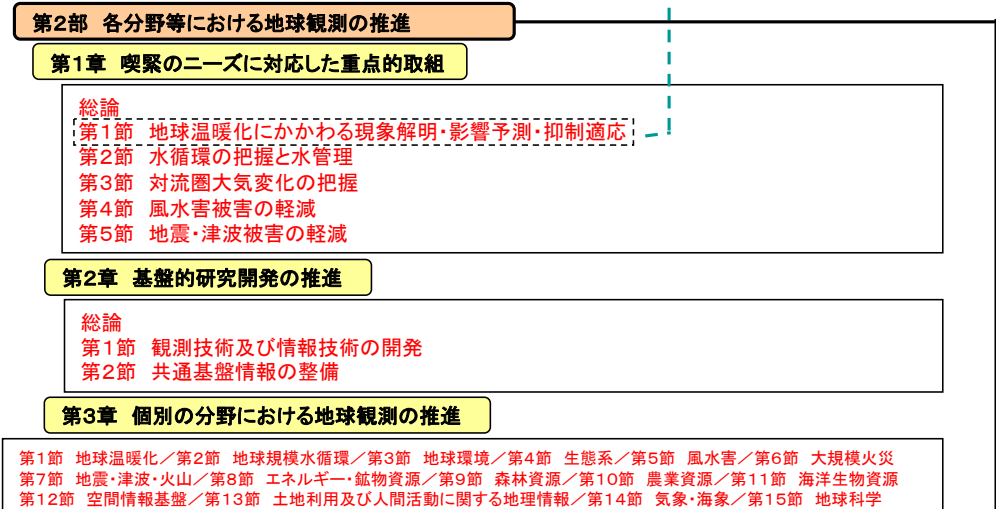 第2部 各分野等における地球観測の推進
第1章 喫緊のニーズに対応した重点的取組
総論
第1節 地球温暖化にかかわる現象解明・影響予測・抑制適応
第2節 水循環の把握と水管理
第3節 対流圏大気変化の把握
第4節 風水害被害の軽減
第5節 地震・津波被害の軽減
第2章 基盤的研究開発の推進
総論
第1節 観測技術及び情報技術の開発
第2節 共通基盤情報の整備
第3章 個別の分野における地球観測の推進
第1節 地球温暖化／第2節 地球規模水循環／第3節 地球環境／第4節 生態系／第5節 風水害／第6節 大規模火災
第7節 地震・津波・火山／第8節 エネルギー・鉱物資源／第9節 森林資源／第10節 農業資源／第11節 海洋生物資源
第12節 空間情報基盤／第13節 土地利用及び人間活動に関する地理情報／第14節 気象・海象／第15節 地球科学